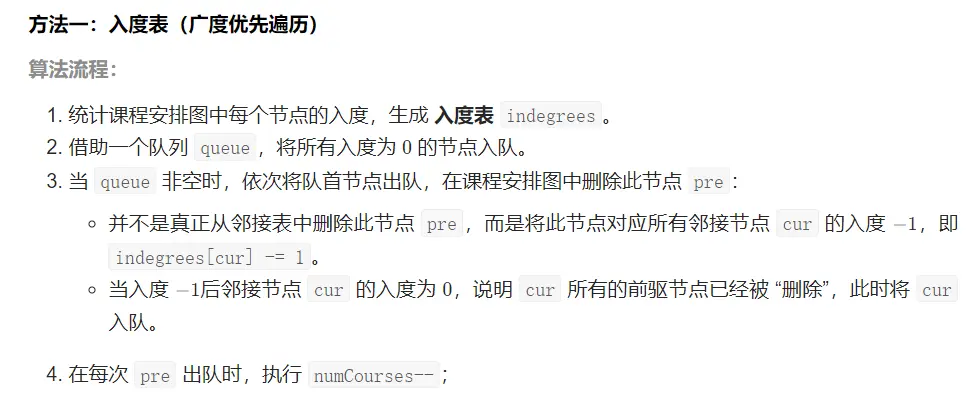 方法一：入度表（广度优先遍历）
算法流程：
1. 统计课程安排图中每个节点的入度，生成 入度表 indegrees。
2. 借助一个队列 queue，将所有入度为 0 的节点入队。
3. 当 queue 非空时，依次将队首节点出队，在课程安排图中删除此节点 pre：
并不是真正从邻接表中删除此节点 pre，而是将此节点对应所有邻接节点 cur 的入度 −1，即
indegrees[cur] -= 1。
当入度 −1后邻接节点 cur 的入度为 0，说明 cur 所有的前驱节点已经被 “删除”，此时将 cur
入队。
4. 在每次 pre 出队时，执行 numCourses--；